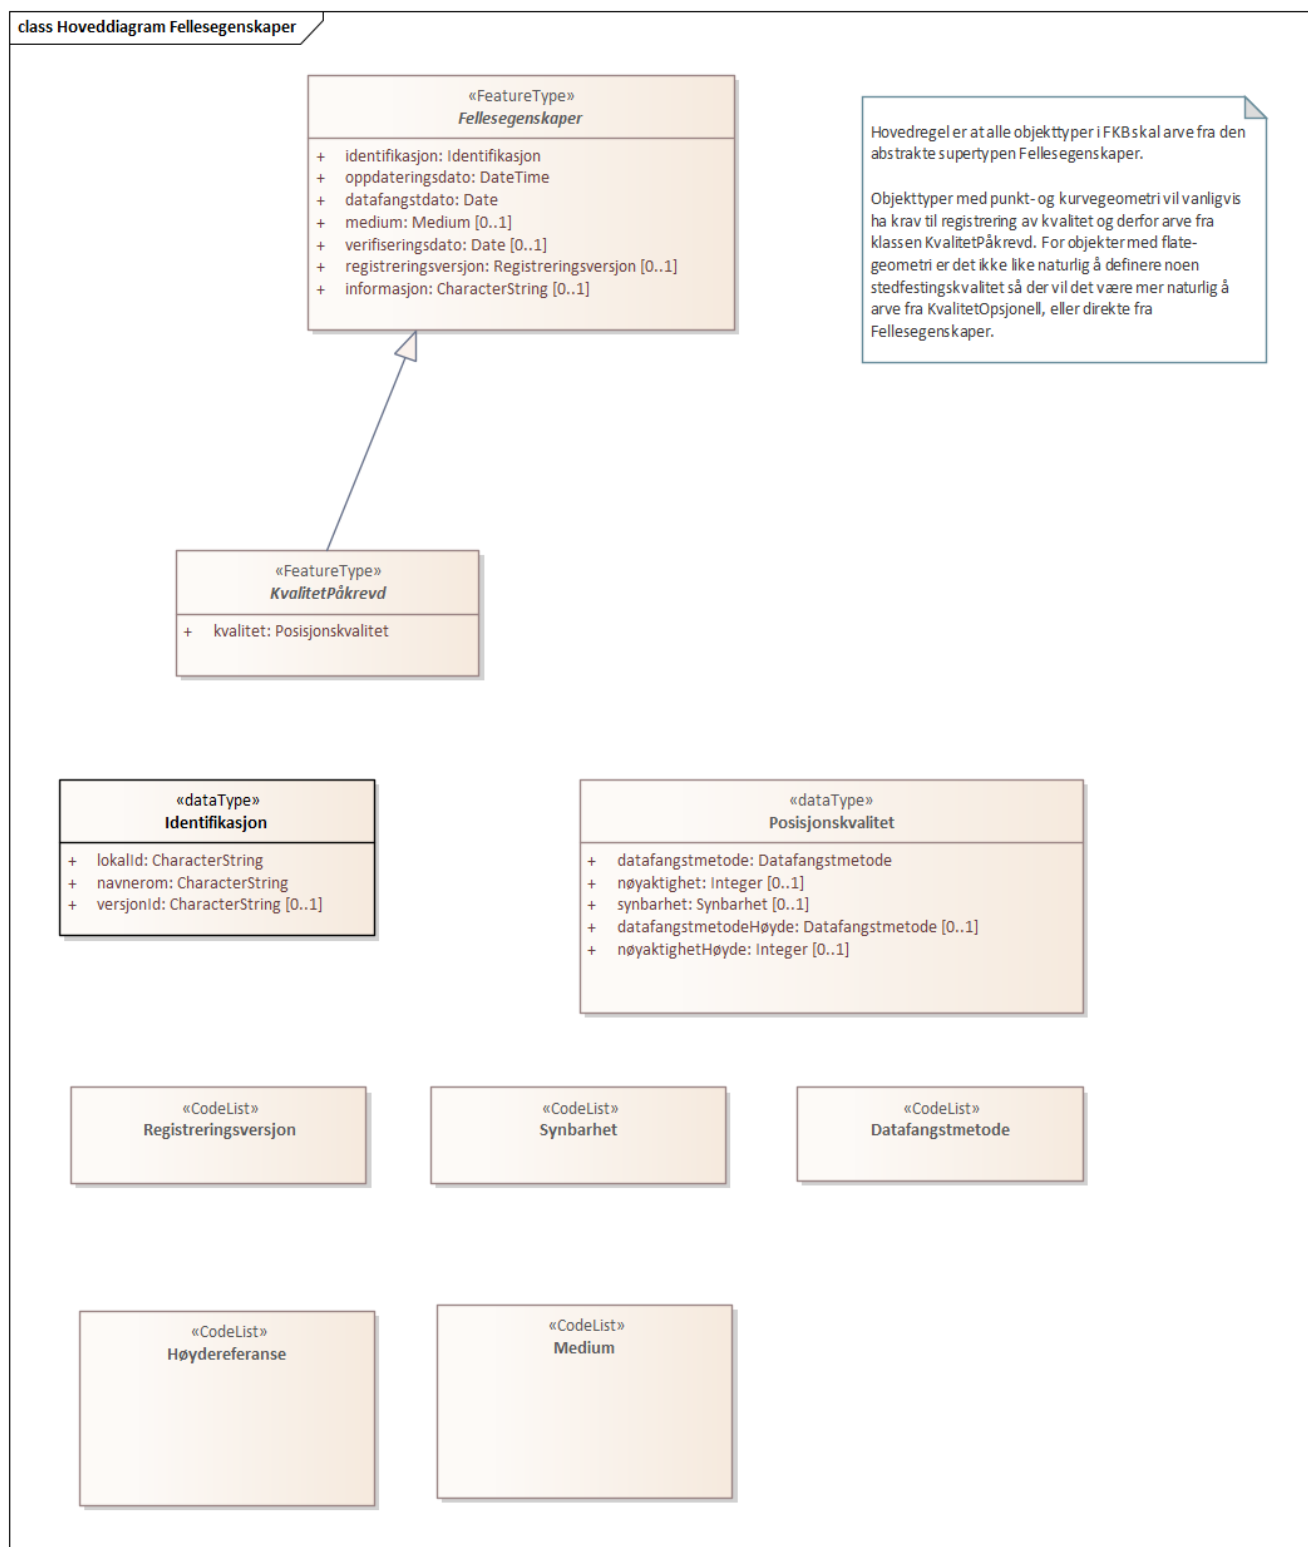 class Hoveddiagram Fellesegenskaper
«FeatureType»
Fellesegenskaper
+ identifikasjon: Identifikasjon
+ oppdateringsdato: DateTime
+ datafangstdato: Date
+ medium: Medium [0..1]
+ verifiseringsdato: Date [0..1]
+ registreringsversjon: Registreringsversjon [0..1]
+ informasjon: CharacterString [0..1]
Hovedregel er at alle objekttyper i FKB skal arve fra den
abstrakte supertypen Fellesegenskaper.
Objekttyper med punkt- og kurvegeometri vil vanligvis
ha krav til registrering av kvalitet og derfor arve fra
klassen KvalitetPåkrevd. For objekter med flate-
geometri er det ikke like naturlig å definere noen
stedfestingskvalitet så der vil det være mer naturlig å
arve fra KvalitetOpsjonell, eller direkte fra
Fellesegenskaper.
«FeatureType»
KvalitetPåkrevd
+ kvalitet: Posisjonskvalitet
«dataType»
Identifikasjon
+ lokalId: CharacterString
+ navnerom: CharacterString
+ versjonId: CharacterString [0..1]
«dataType»
Posisjonskvalitet
+ datafangstmetode: Datafangstmetode
+ nøyaktighet: Integer [0..1]
+ synbarhet: Synbarhet [0..1]
+ datafangstmetodeHøyde: Datafangstmetode [0..1]
+ nøyaktighetHøyde: Integer [0..1]
«CodeList»
Registreringsversjon
«CodeList»
Synbarhet
«CodeList»
Datafangstmetode
«CodeList»
Høydereferanse
«CodeList»
Medium